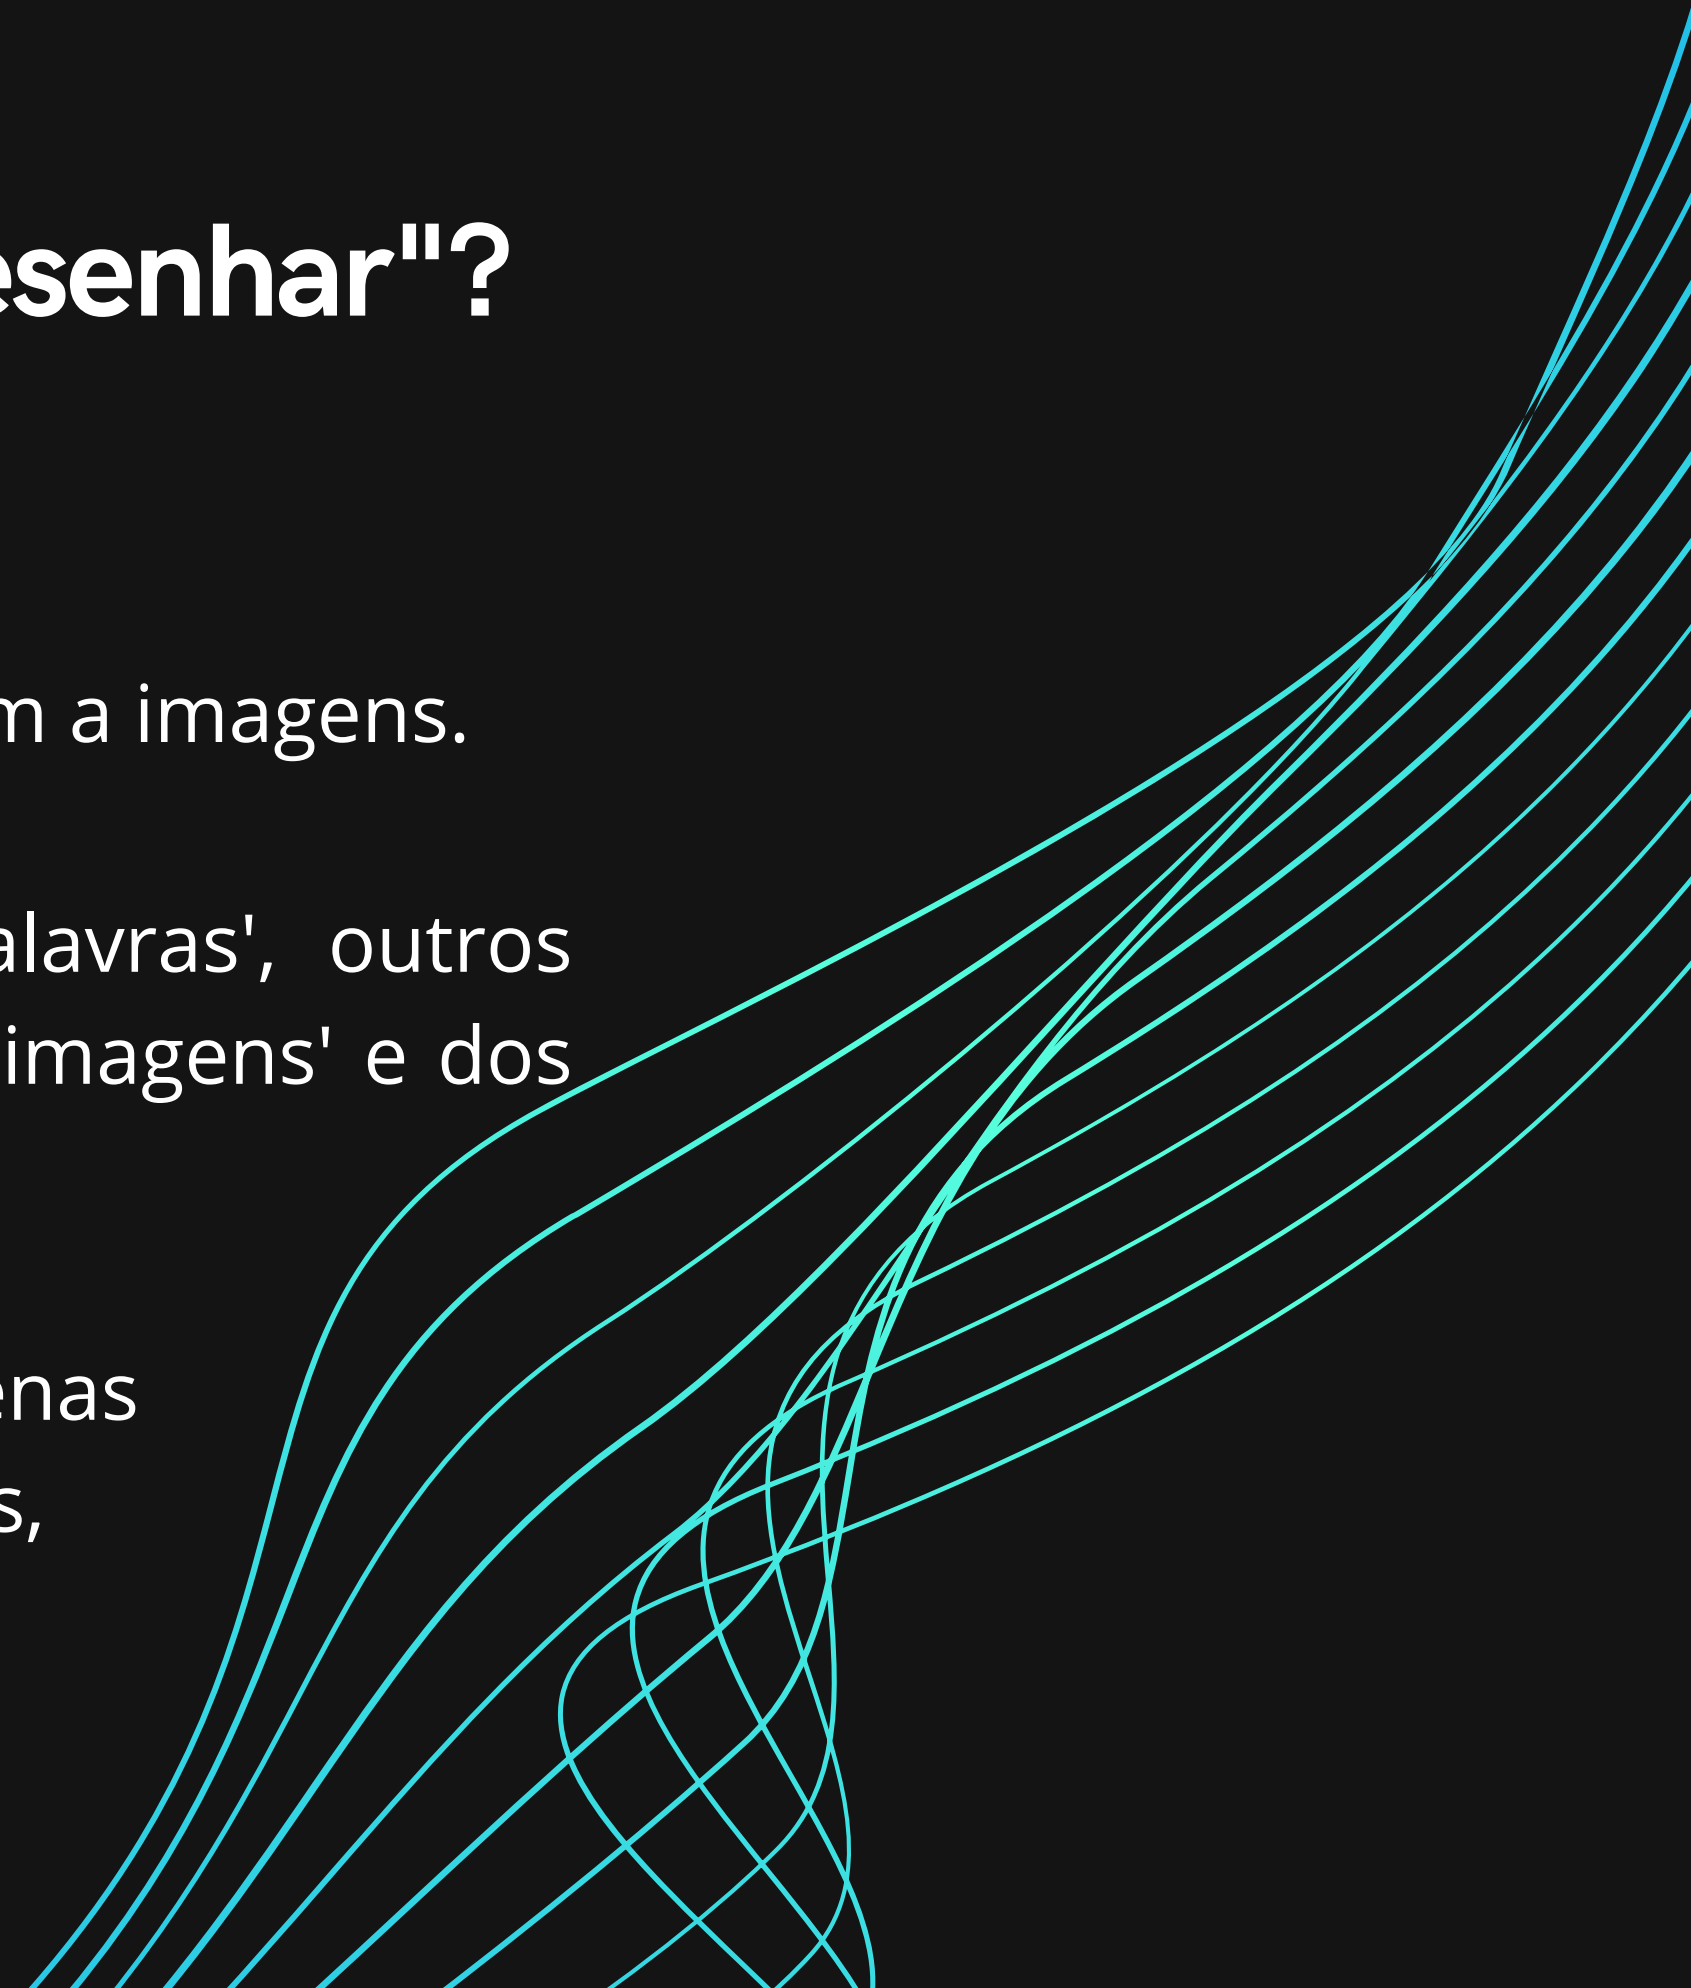 esenhar"?
m a imagens.
alavras', outros
imagens' e dos
enas
s,